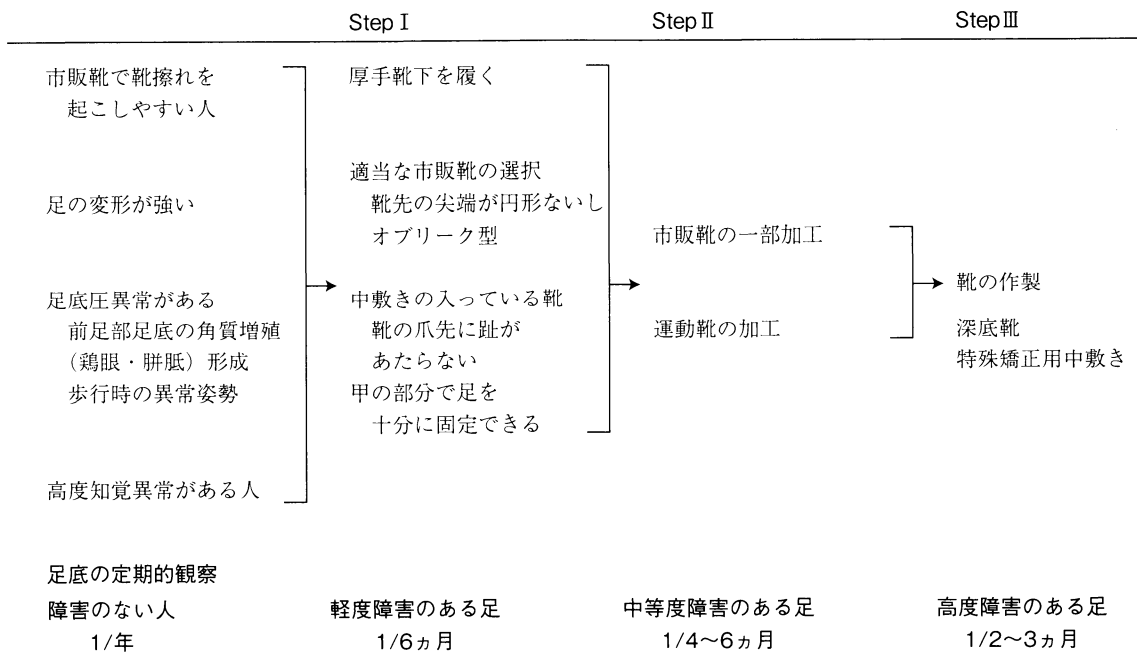 Step Ⅰ
Step Ⅱ
Step Ⅲ
市販靴で靴擦れを
起こしやすい人
足の変形が強い
足底圧異常がある
前足部足底の角質増殖
（鶏眼・胼胝）形成
歩行時の異常姿勢
高度知覚異常がある人
厚手靴下を履く
適当な市販靴の選択
靴先の尖端が円形ないし
オブリーク型
中敷きの入っている靴
靴の爪先に趾が
あたらない
甲の部分で足を
十分に固定できる
市販靴の一部加工
運動靴の加工
靴の作製
深底靴
特殊矯正用中敷き
足底の定期的観察
障害のない人
1/年
軽度障害のある足
1/6ヵ月
中等度障害のある足
1/4〜6ヵ月
高度障害のある足
1/2〜3ヵ月